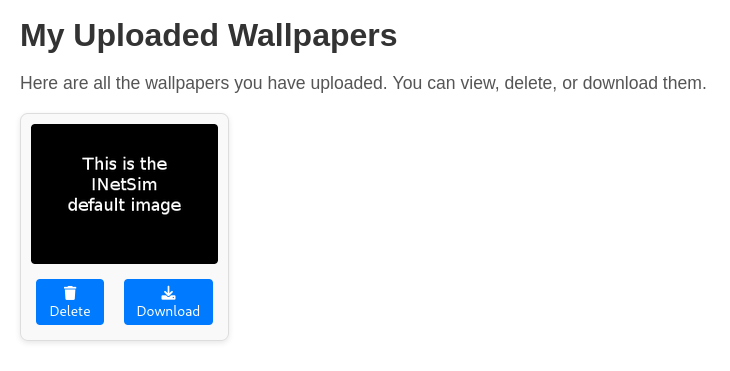 My Uploaded Wallpapers
Here are all the wallpapers you have uploaded. You can view, delete, or download them.
This is the
INetSim
default image
Delete
Download